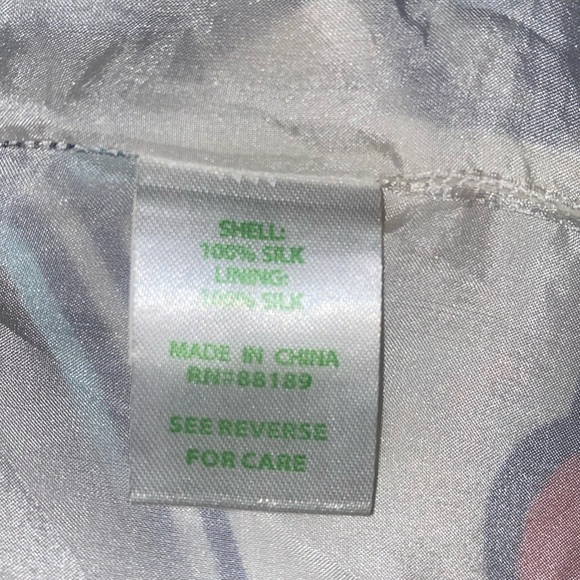 SHELL:
100% SILK
LINING:
100% SILK
MADE IN CHINA
RN#88189
SEE REVERSE
FOR CARE